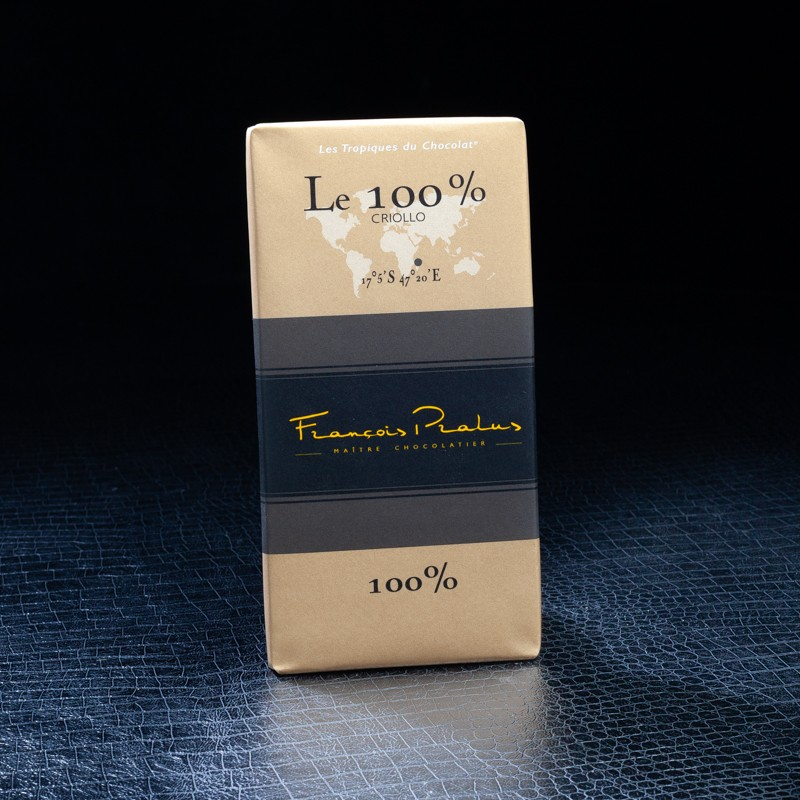 Les Tropiques du Chocolat®
Le 100%
CRIOLLO
17°5'S 47°20'E
François Pralus
MAÎTRE CHOCOLATIER
100%